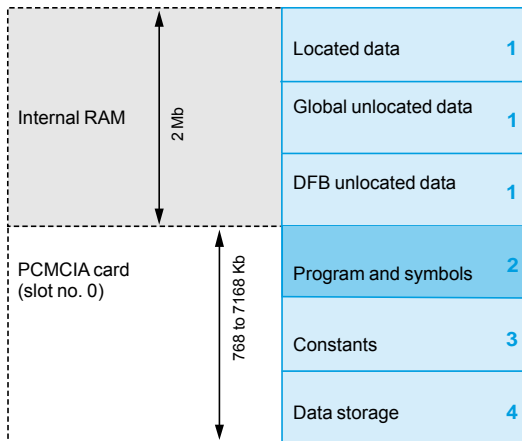 Located data 1
Internal RAM
2 Mb
Global unlocated data 1
DFB unlocated data 1
PCMCIA card
(slot no. 0)
768 to 7168 Kb
Program and symbols 2
Constants 3
Data storage 4